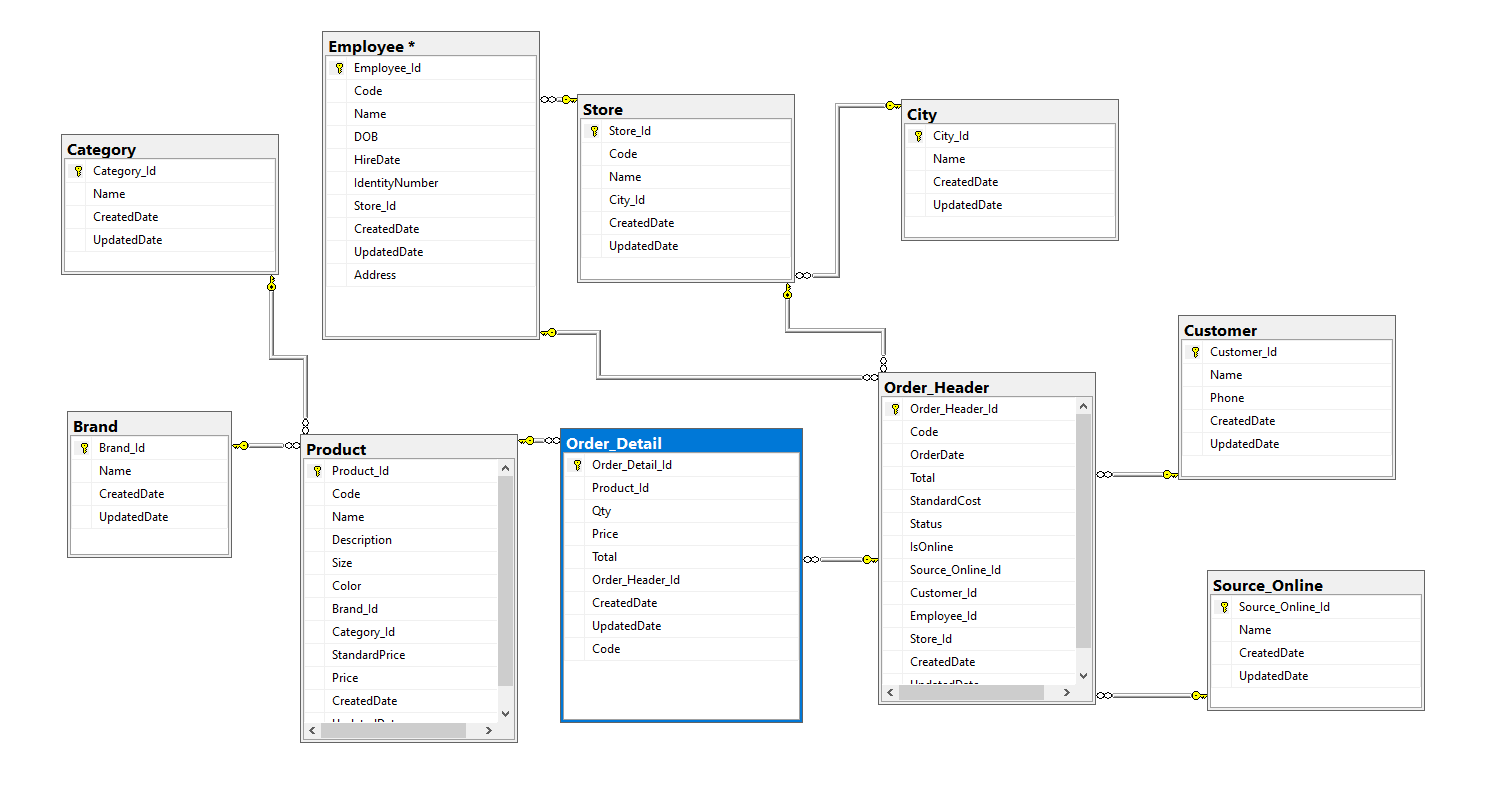 Employee *
Employee_Id
Code
Name
DOB
HireDate
IdentityNumber
Store_Id
CreatedDate
UpdatedDate
Address
Store
Store_Id
Code
Name
City_Id
CreatedDate
UpdatedDate
City
City_Id
Name
CreatedDate
UpdatedDate
Category
Category_Id
Name
CreatedDate
UpdatedDate
Customer
Customer_Id
Name
Phone
CreatedDate
UpdatedDate
Order_Header
Order_Header_Id
Code
OrderDate
Total
StandardCost
Status
IsOnline
Source_Online_Id
Customer_Id
Employee_Id
Store_Id
CreatedDate
UpdatedDate
Brand
Brand_Id
Name
CreatedDate
UpdatedDate
Product
Product_Id
Code
Name
Description
Size
Color
Brand_Id
Category_Id
StandardPrice
Price
CreatedDate
UpdatedDate
Order_Detail
Order_Detail_Id
Product_Id
Qty
Price
Total
Order_Header_Id
CreatedDate
UpdatedDate
Code
Source_Online
Source_Online_Id
Name
CreatedDate
UpdatedDate